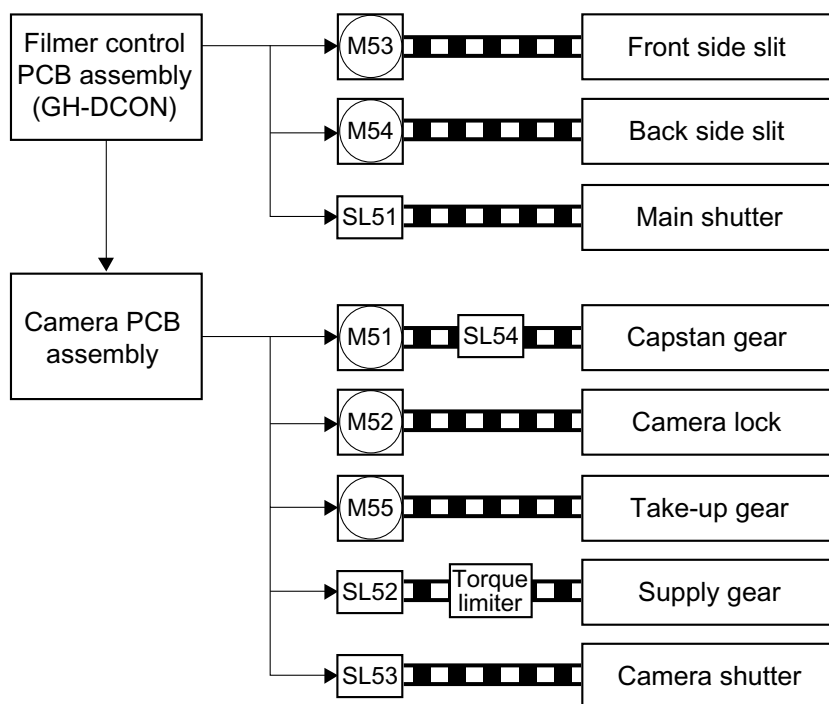 Filmer control
PCB assembly
(GH-DCON)
M53
Front side slit
M54
Back side slit
SL51
Main shutter
Camera PCB
assembly
M51
SL54
Capstan gear
M52
Camera lock
M55
Take-up gear
SL52
Torque
limiter
Supply gear
SL53
Camera shutter